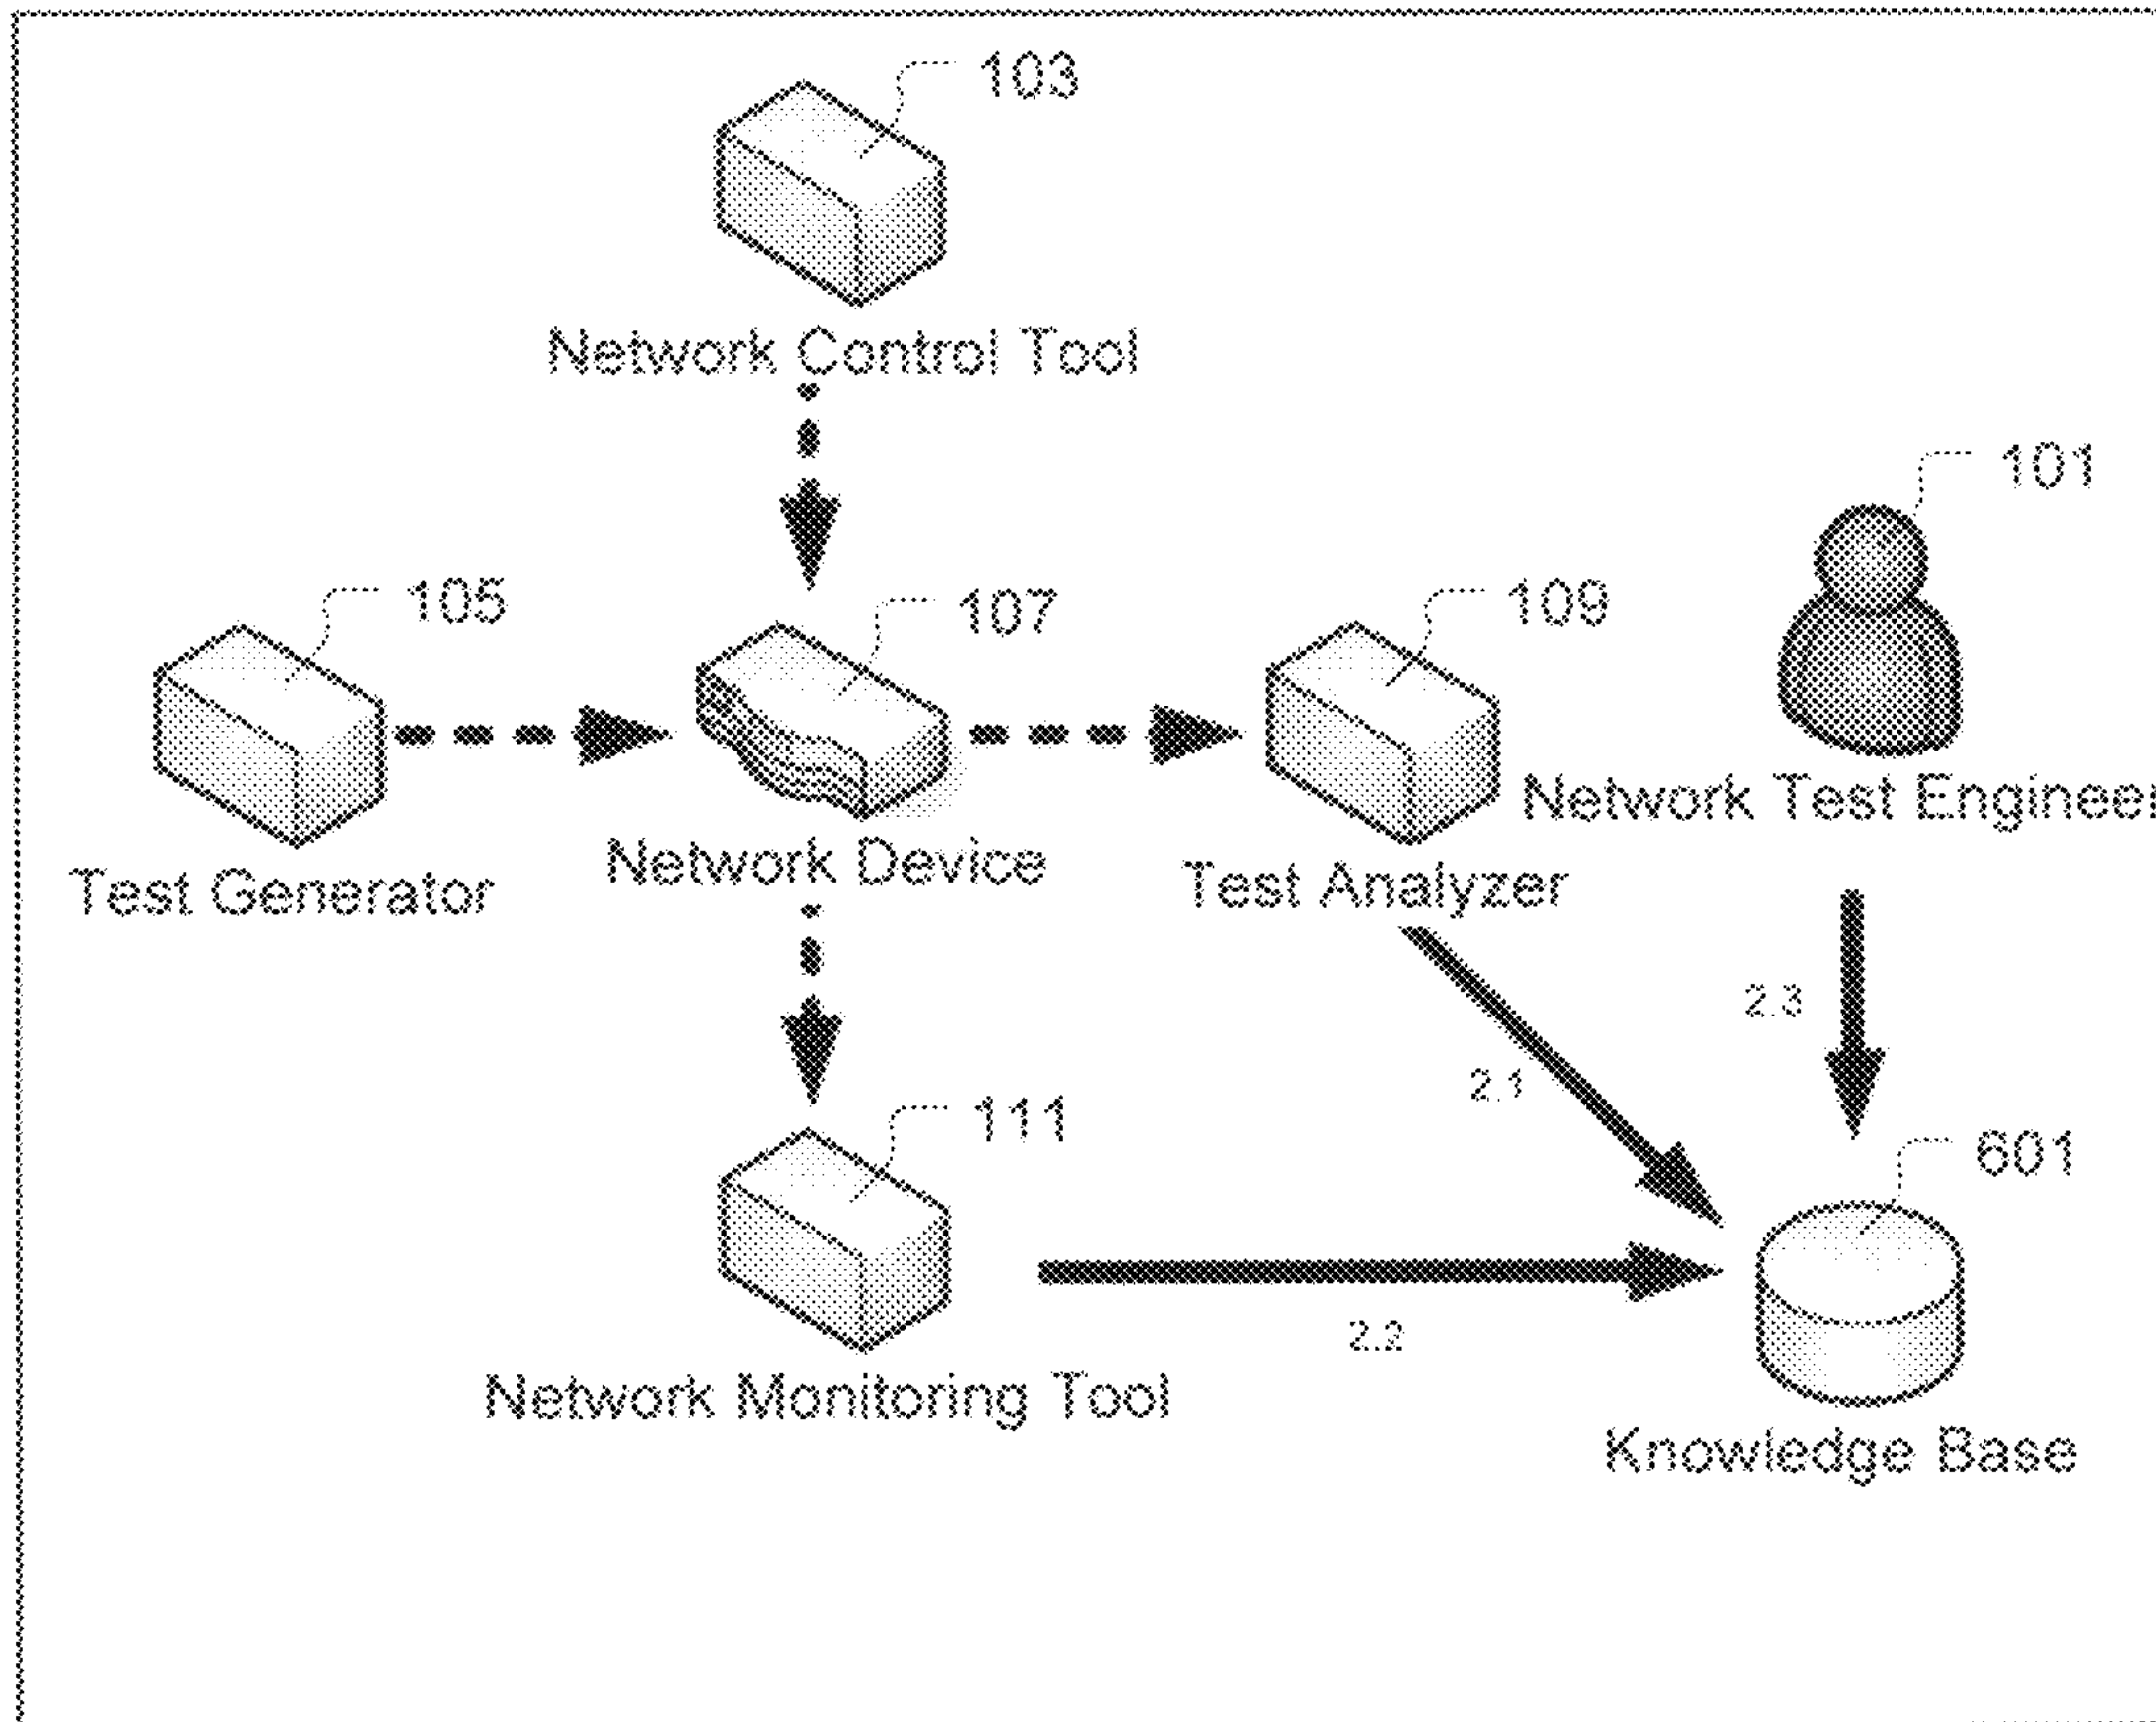 103
Network Control Tool
101
105
107
109
Network Test Engineer
Network Device
Test Generator
Test Analyzer
2.3
2.1
111
601
2.2
Network Monitoring Tool
Knowledge Base